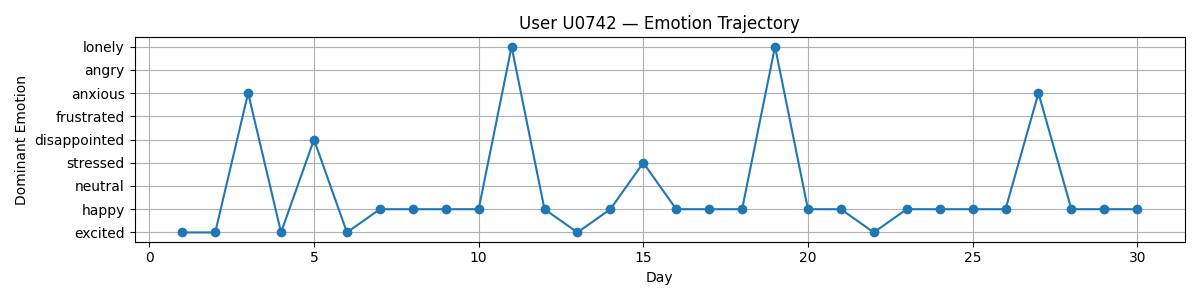 User U0742 — Emotion Trajectory
Dominant Emotion
lonely
angry
anxious
frustrated
disappointed
stressed
neutral
happy
excited
0 5 10 15 20 25 30
Day